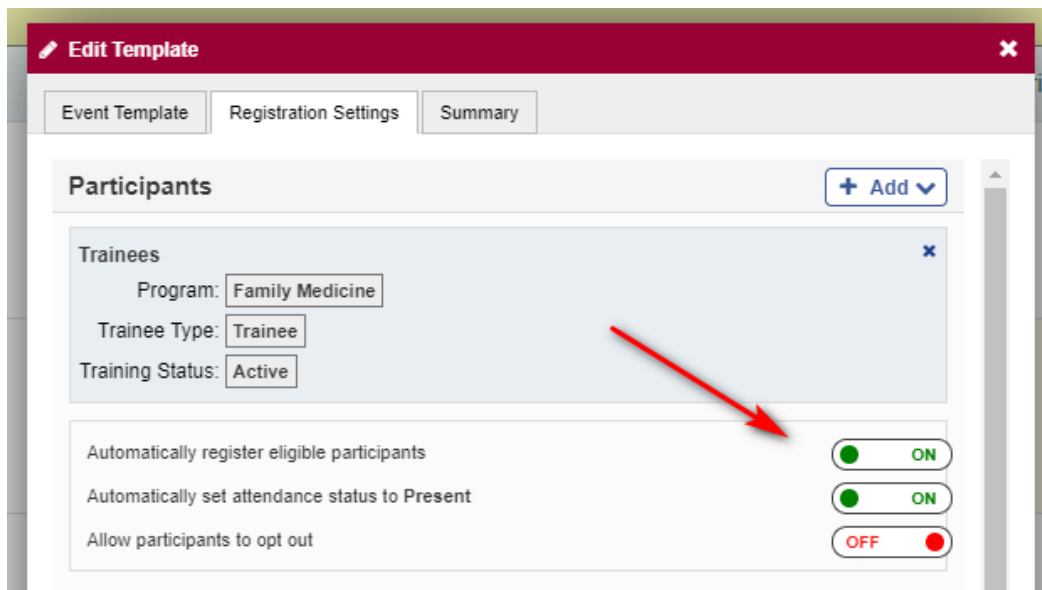 Edit Template
Event Template Registration Settings Summary
Participants
Add
Trainees
Program: Family Medicine
Trainee Type: Trainee
Training Status: Active
Automatically register eligible participants ON
Automatically set attendance status to Present ON
Allow participants to opt out OFF